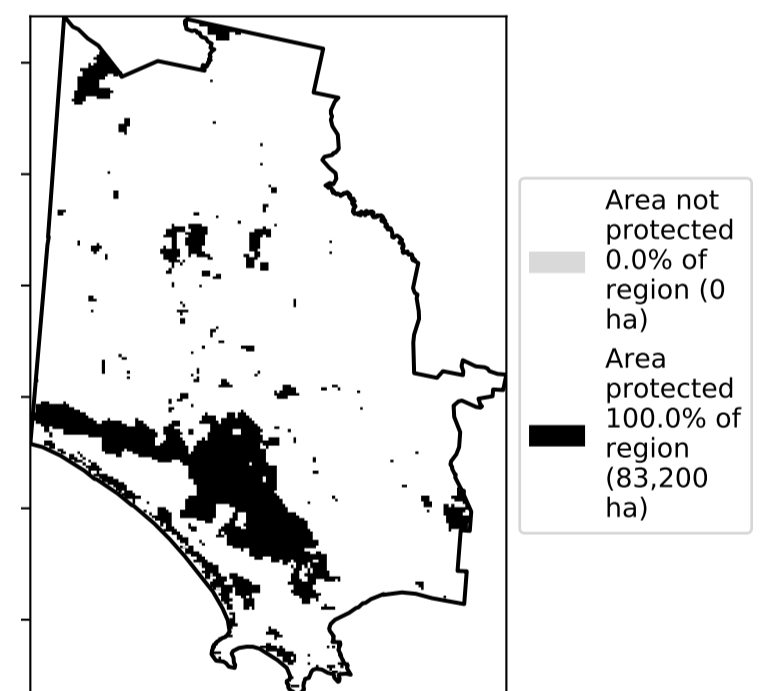 Area not
protected
0.0% of
region (0
ha)
Area
protected
100.0% of
region
(83,200
ha)